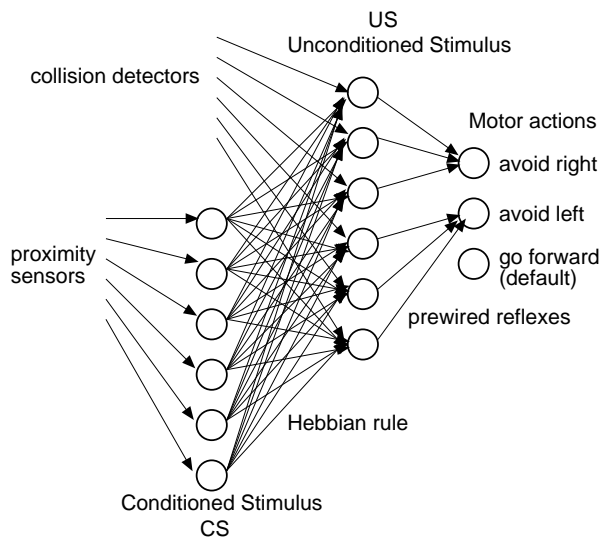 US
Unconditioned Stimulus
collision detectors
Motor actions
avoid right
avoid left
proximity
sensors
go forward
(default)
prewired reflexes
Hebbian rule
Conditioned Stimulus
CS